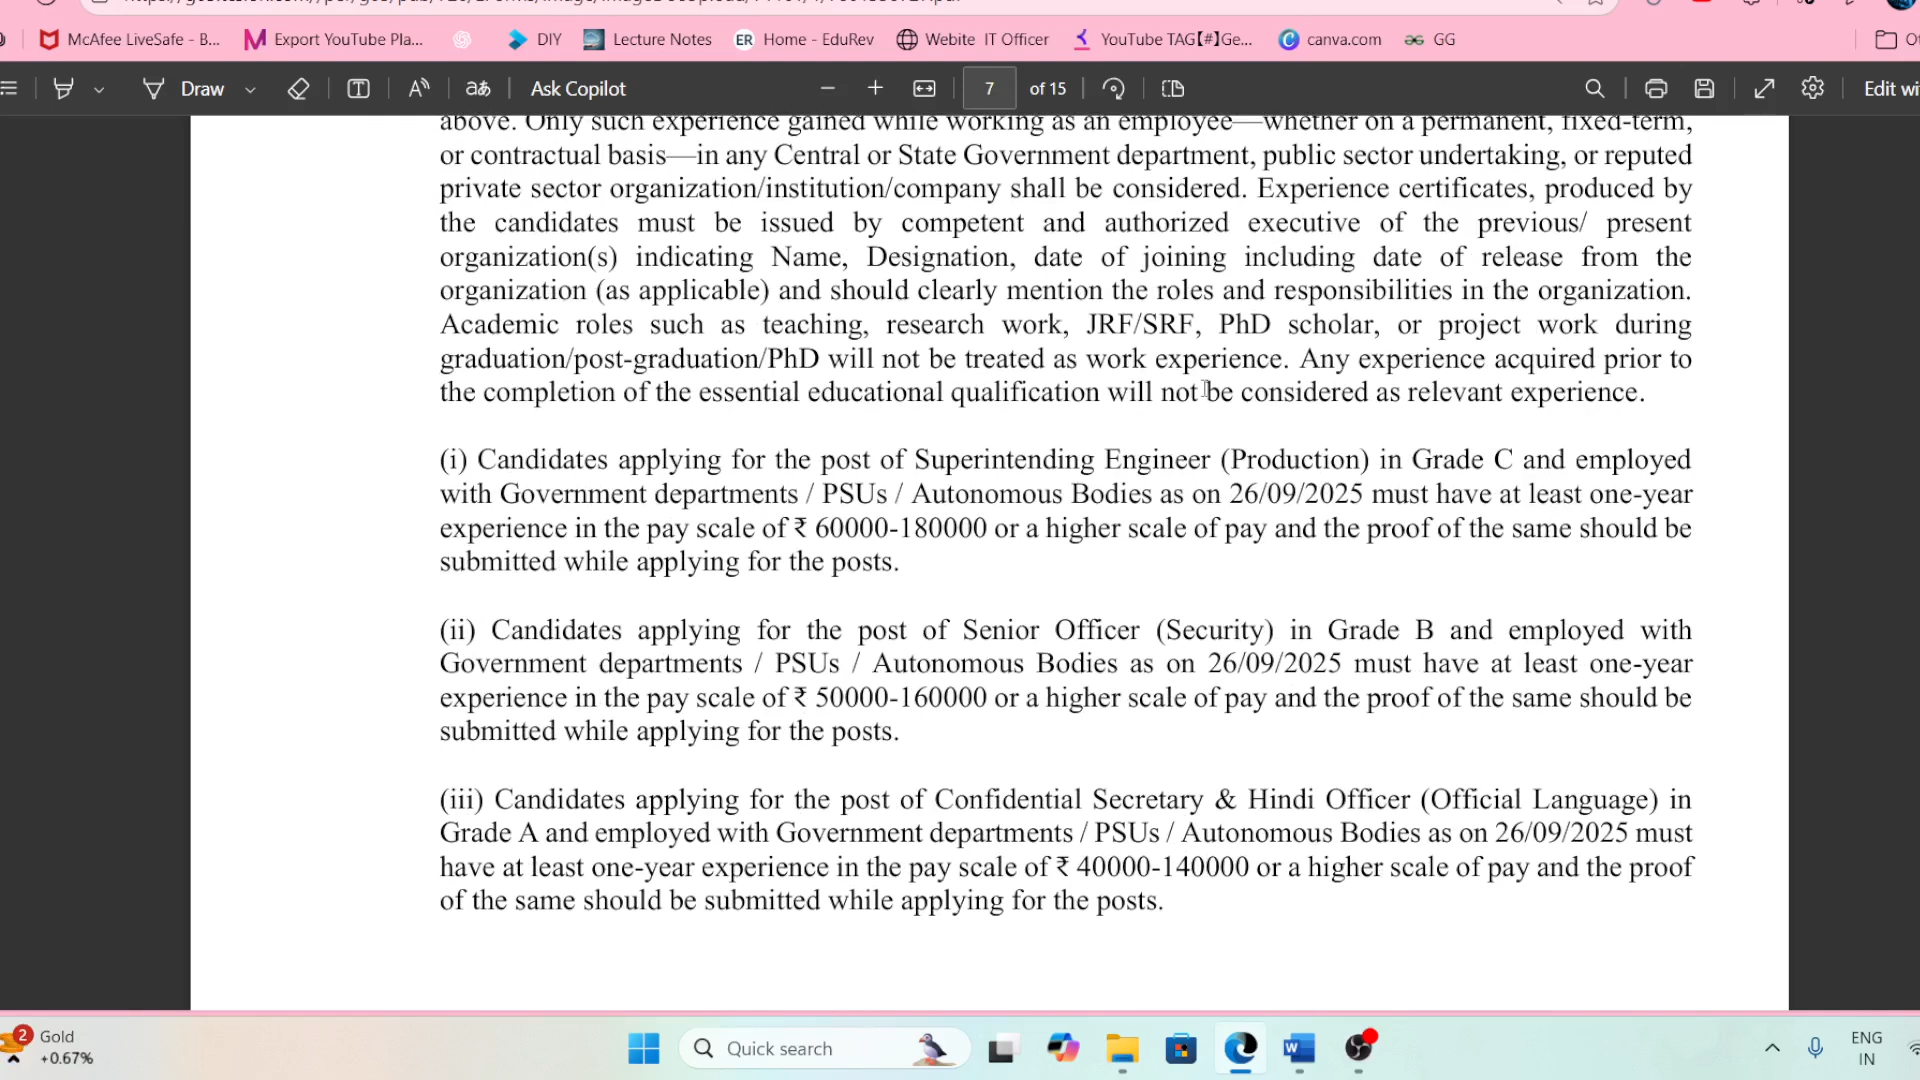 McAfee LiveSafe - B...
Export YouTube Pla...
DIY
Lecture Notes
ER Home - EduRev
Webite IT Officer
YouTube TAG【#】Ge...
canva.com
GG
Draw
aあ
Ask Copilot
7 of 15
Edit wi
above. Only such experience gained while working as an employee—whether on a permanent, fixed-term,
or contractual basis—in any Central or State Government department, public sector undertaking, or reputed
private sector organization/institution/company shall be considered. Experience certificates, produced by
the candidates must be issued by competent and authorized executive of the previous/ present
organization(s) indicating Name, Designation, date of joining including date of release from the
organization (as applicable) and should clearly mention the roles and responsibilities in the organization.
Academic roles such as teaching, research work, JRF/SRF, PhD scholar, or project work during
graduation/post-graduation/PhD will not be treated as work experience. Any experience acquired prior to
the completion of the essential educational qualification will not be considered as relevant experience.
(i) Candidates applying for the post of Superintending Engineer (Production) in Grade C and employed
with Government departments / PSUs / Autonomous Bodies as on 26/09/2025 must have at least one-year
experience in the pay scale of ₹ 60000-180000 or a higher scale of pay and the proof of the same should be
submitted while applying for the posts.
(ii) Candidates applying for the post of Senior Officer (Security) in Grade B and employed with
Government departments / PSUs / Autonomous Bodies as on 26/09/2025 must have at least one-year
experience in the pay scale of ₹ 50000-160000 or a higher scale of pay and the proof of the same should be
submitted while applying for the posts.
(iii) Candidates applying for the post of Confidential Secretary & Hindi Officer (Official Language) in
Grade A and employed with Government departments / PSUs / Autonomous Bodies as on 26/09/2025 must
have at least one-year experience in the pay scale of ₹ 40000-140000 or a higher scale of pay and the proof
of the same should be submitted while applying for the posts.
2
Gold
+0.67%
Quick search
ENG
IN